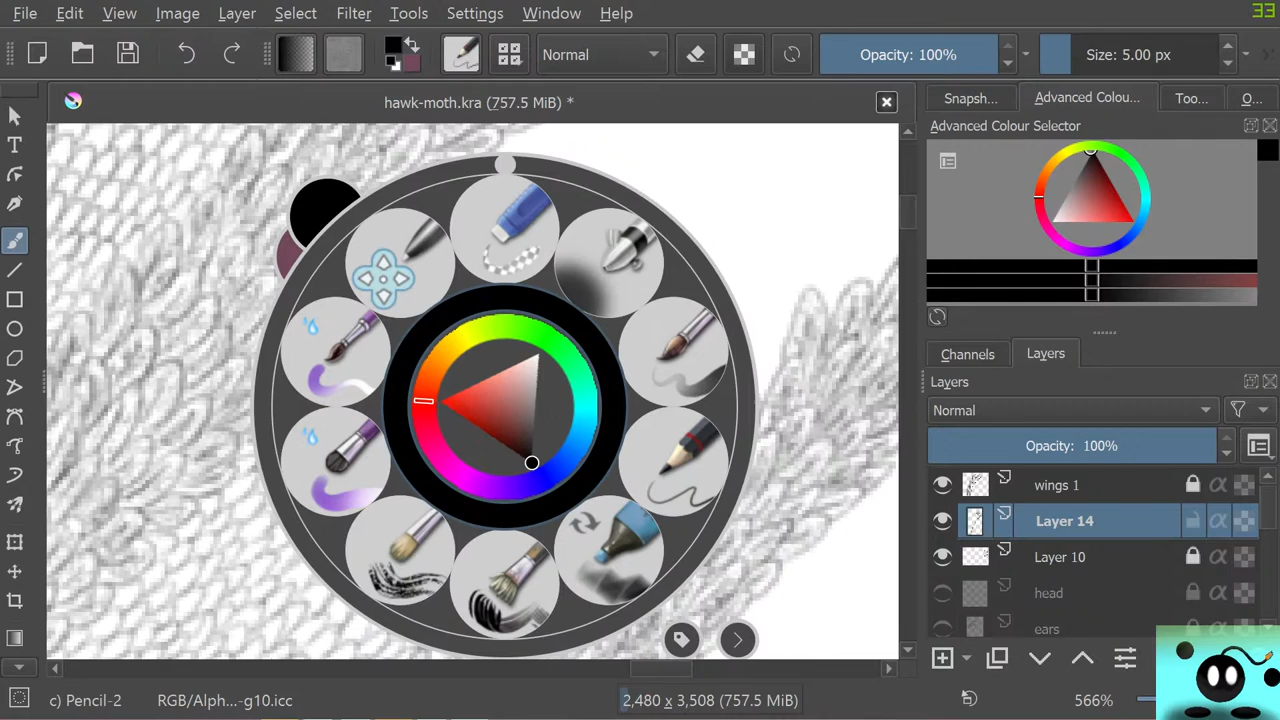 File Edit View Image Layer Select Filter Tools Settings Window Help
33
Normal
Opacity: 100%
Size: 5.00 px
hawk-moth.kra (757.5 MiB) *
Snapsh... Advanced Colou... Too... O...
Advanced Colour Selector
Channels Layers
Layers
Normal
Opacity: 100%
wings 1
Layer 14
Layer 10
head
ears
c) Pencil-2 RGB/Alph...-g10.icc 2,480 x 3,508 (757.5 MiB) 566%